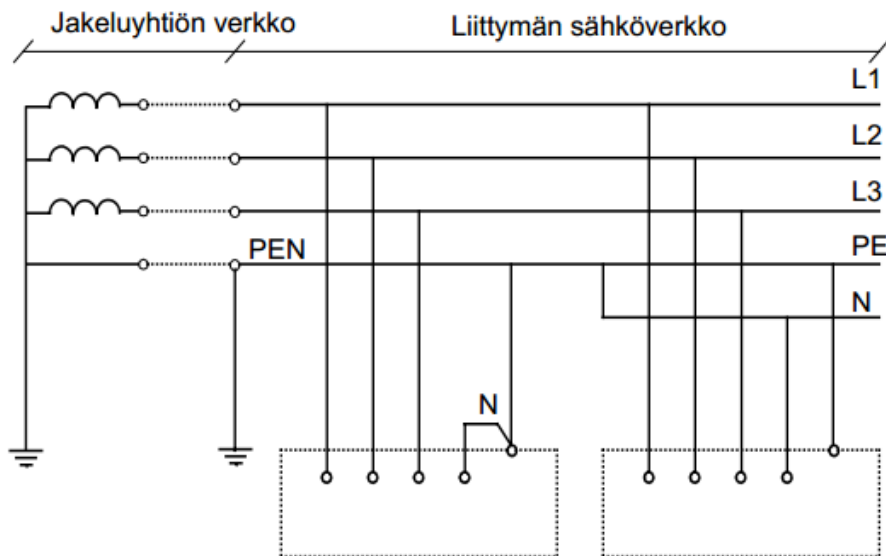 Jakeluyhtiön verkko
Liittymän sähköverkko
L1
L2
L3
PEN
PE
N
N